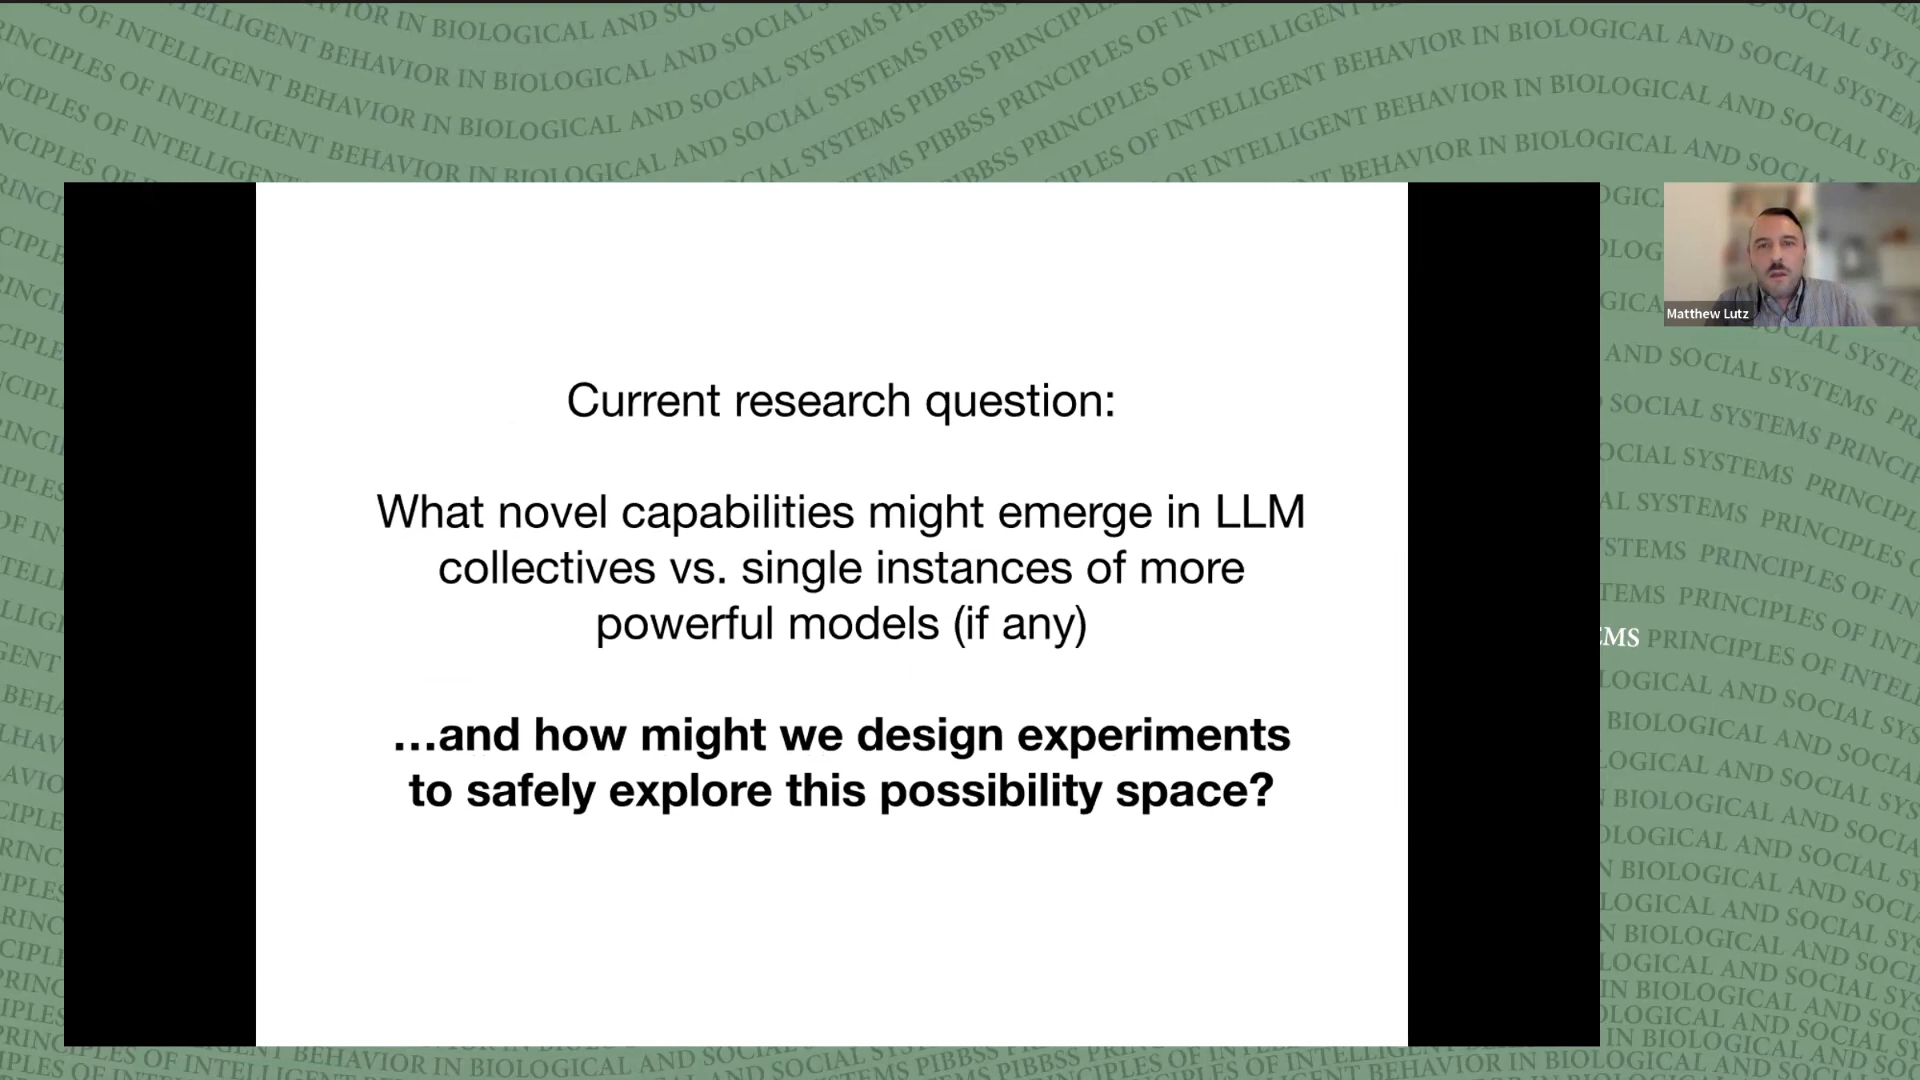 Current research question:
What novel capabilities might emerge in LLM
collectives vs. single instances of more
powerful models (if any)
...and how might we design experiments
to safely explore this possibility space?
Matthew Lutz
PRINCIPLES OF INTELLIGENT BEHAVIOR IN BIOLOGICAL AND SOCIAL SYSTEMS PIBBSS